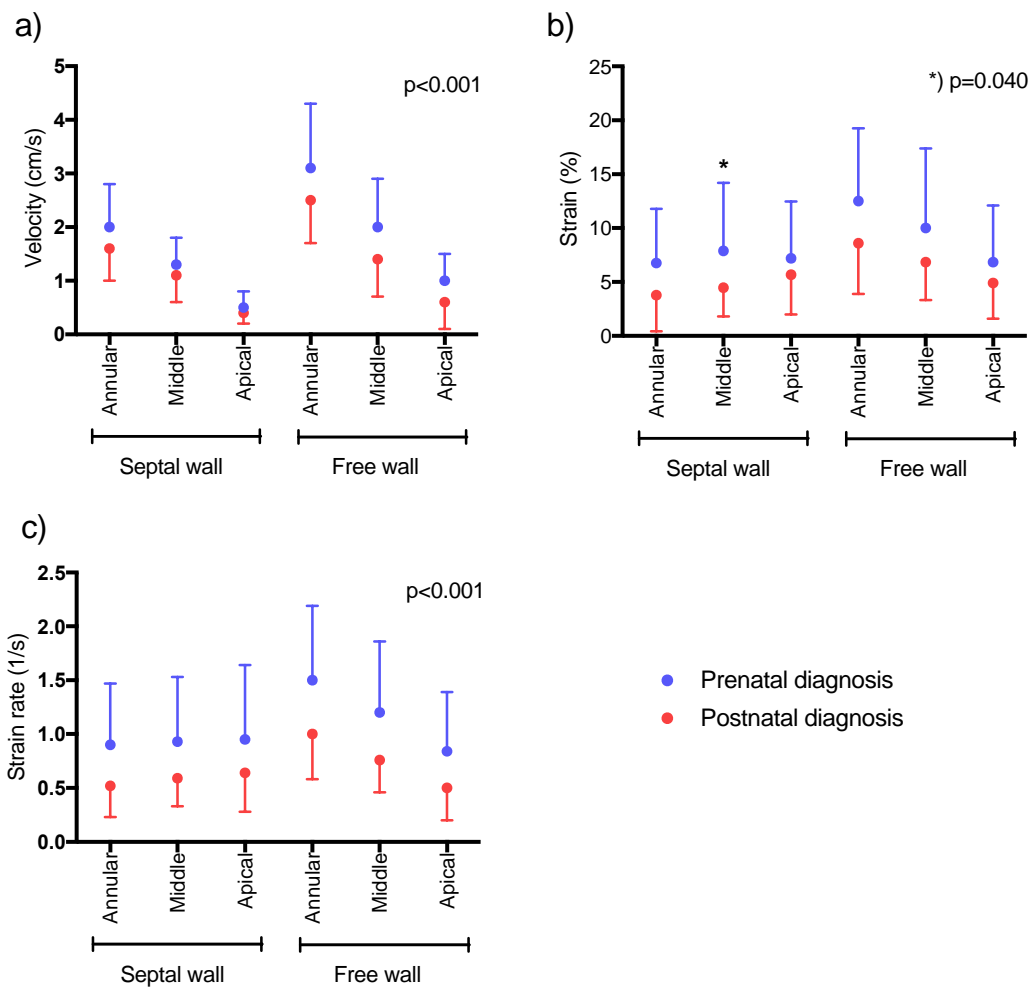 a)
5
4
3
2
1
0
Velocity (cm/s)
p<0.001
Annular
Middle
Apical
Annular
Middle
Apical
Septal wall
Free wall
b)
25
20
15
10
5
0
Strain (%)
*) p=0.040
*
Annular
Middle
Apical
Annular
Middle
Apical
Septal wall
Free wall
c)
2.5
2.0
1.5
1.0
0.5
0.0
Strain rate (1/s)
p<0.001
Annular
Middle
Apical
Annular
Middle
Apical
Septal wall
Free wall
Prenatal diagnosis
Postnatal diagnosis